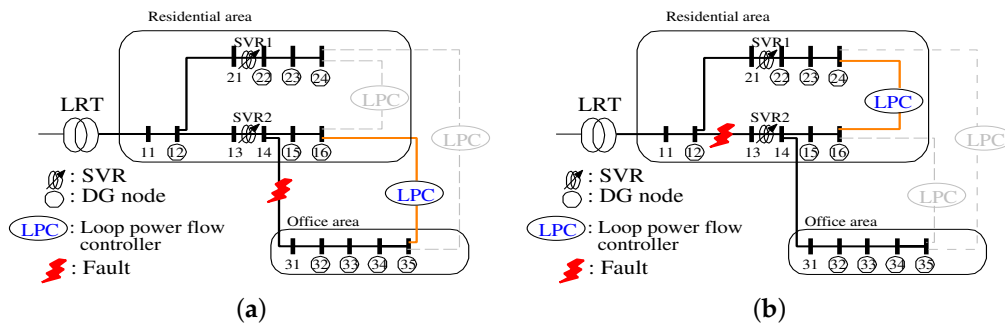 Residential area
SVR1
21 22 23 24
LPC
LPC
LRT
SVR2
11 12 13 14 15 16
: SVR
: DG node
LPC : Loop power flow
controller
: Fault
LPC
Office area
31 32 33 34 35
(a)
Residential area
SVR1
21 22 23 24
LPC
LPC
LRT
SVR2
11 12 13 14 15 16
: SVR
: DG node
LPC : Loop power flow
controller
: Fault
LPC
Office area
31 32 33 34 35
(b)